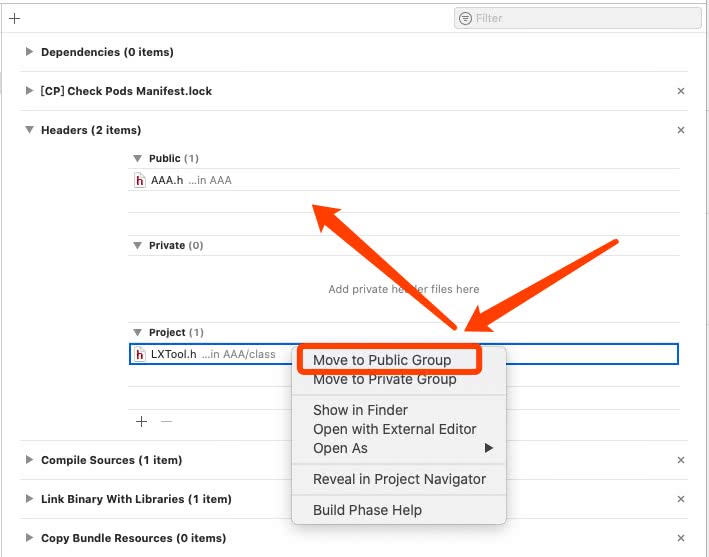 Filter
Dependencies (0 items)
[CP] Check Pods Manifest.lock
Headers (2 items)
Public (1)
AAA.h ...in AAA
Private (0)
Add private header files here
Project (1)
LXTool.h ...in AAA/class
Move to Public Group
Move to Private Group
Show in Finder
Open with External Editor
Open As
Reveal in Project Navigator
Build Phase Help
Compile Sources (1 item)
Link Binary With Libraries (1 item)
Copy Bundle Resources (0 items)